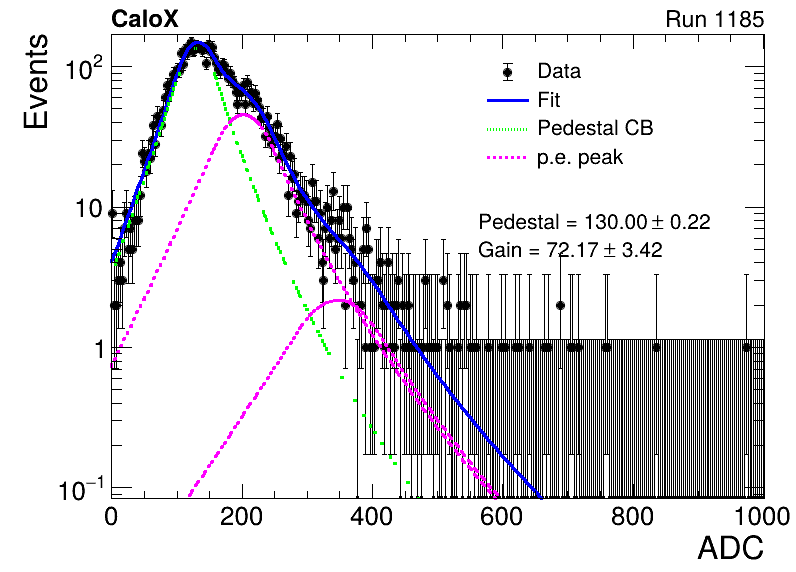 CaloX Run 1185
Events
Data
Fit
Pedestal CB
p.e. peak
Pedestal = 130.00 ± 0.22
Gain = 72.17 ± 3.42
10²
10
1
10⁻¹
0 200 400 600 800 1000
ADC